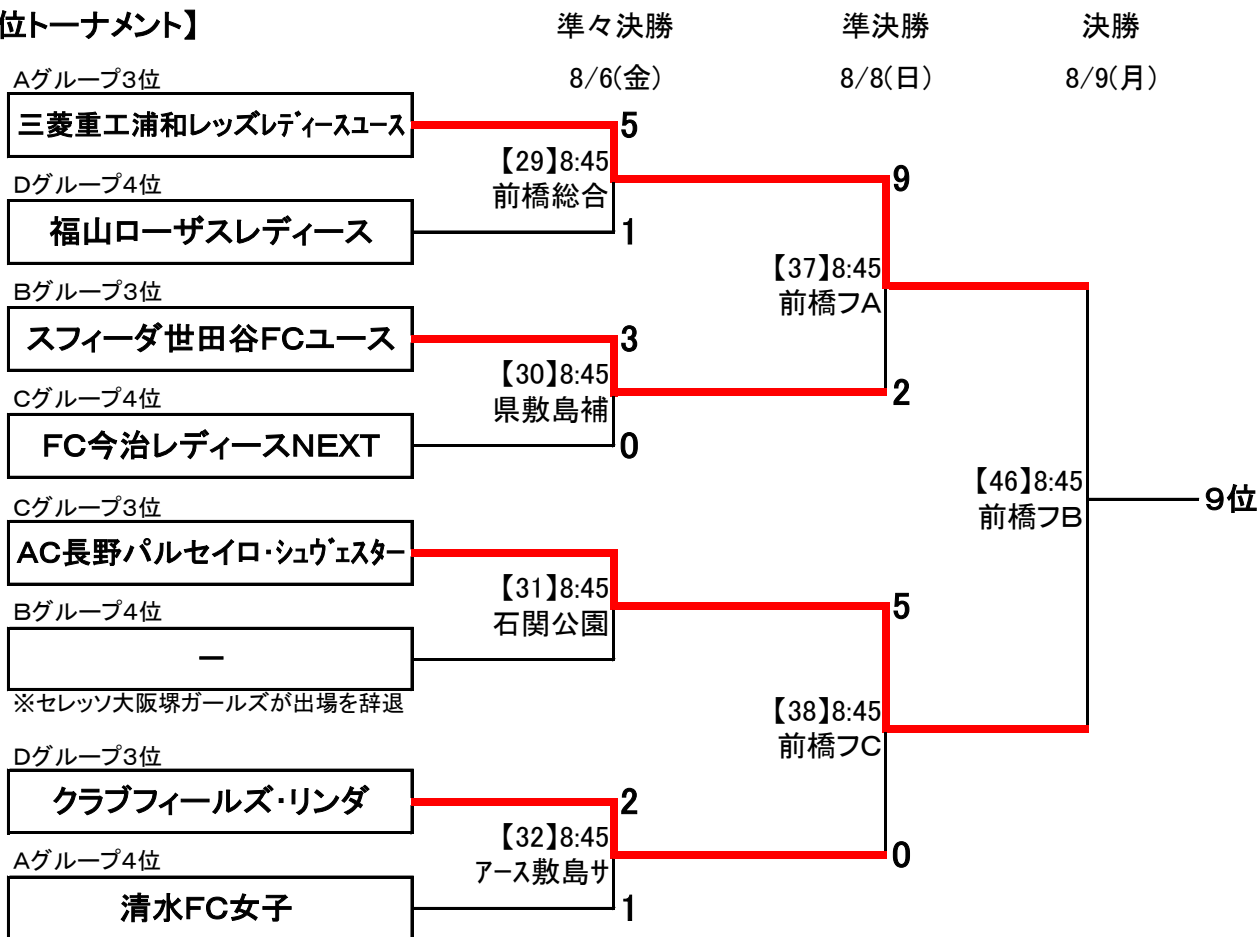 位トーナメント】
準々決勝 準決勝 決勝
8/6(金) 8/8(日) 8/9(月)
Aグループ3位
三菱重工浦和レッズレディースユース
5
【29】8:45
前橋総合
9
Dグループ4位
福山ローザスレディース
1
【37】8:45
前橋フA
Bグループ3位
スフィーダ世田谷FCユース
3
【30】8:45
県敷島補
2
Cグループ4位
FC今治レディースNEXT
0
【46】8:45
前橋フB
9位
Cグループ3位
AC長野パルセイロ・シュヴェスター
【31】8:45
石関公園
5
Bグループ4位
ー
※セレッソ大阪堺ガールズが出場を辞退
【38】8:45
前橋フC
Dグループ3位
クラブフィールズ・リンダ
2
【32】8:45
アース敷島サ
0
Aグループ4位
清水FC女子
1